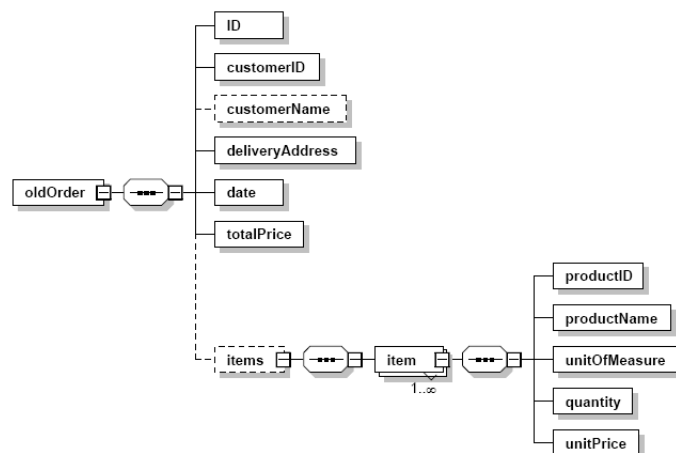 ID
customerID
customerName
deliveryAddress
oldOrder
date
totalPrice
productID
productName
items
item
unitOfMeasure
1..∞
quantity
unitPrice